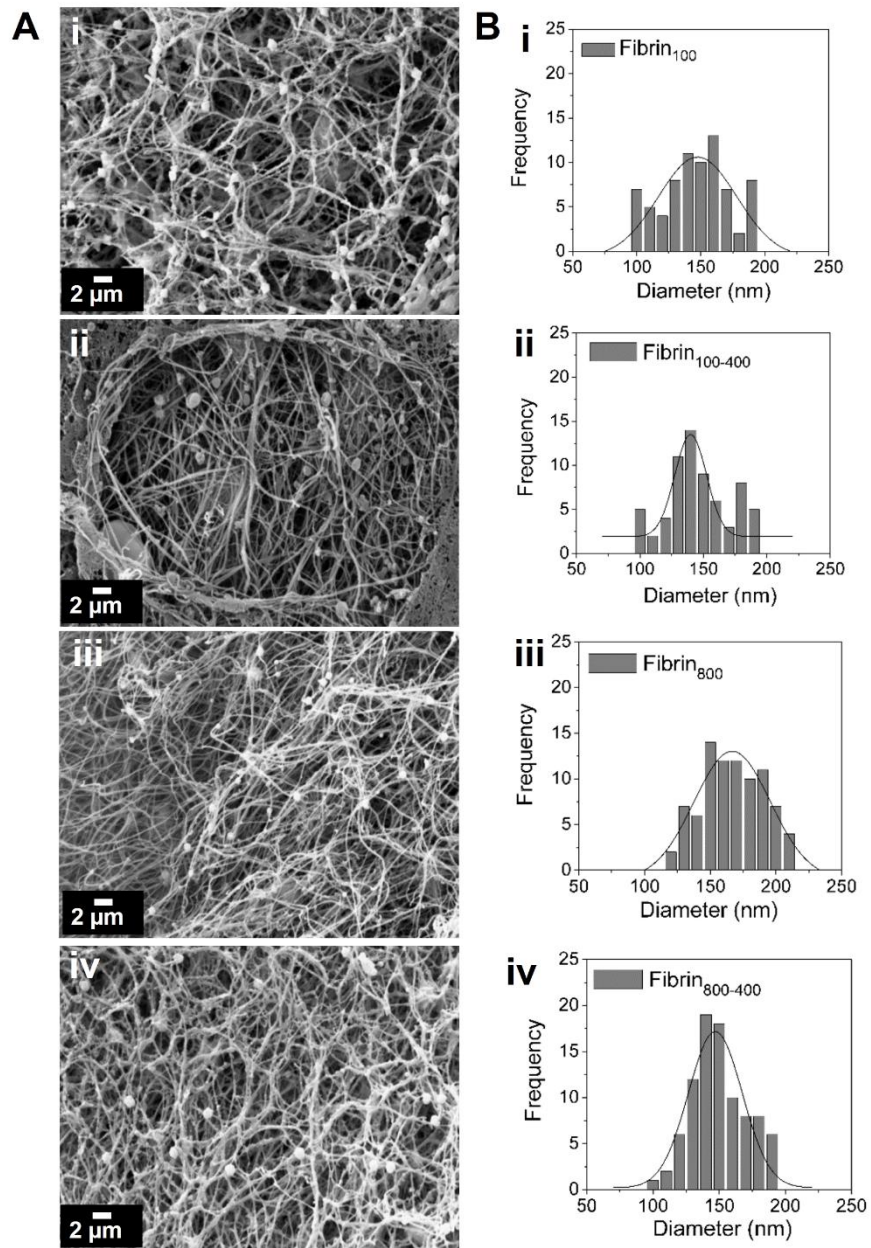 A
B
i
2 µm
ii
2 µm
iii
2 µm
iv
2 µm
i
25
20
15
10
5
0
Frequency
Fibrin100
50 100 150 200 250
Diameter (nm)
ii
25
20
15
10
5
0
Frequency
Fibrin100-400
50 100 150 200 250
Diameter (nm)
iii
25
20
15
10
5
0
Frequency
Fibrin800
50 100 150 200 250
Diameter (nm)
iv
25
20
15
10
5
0
Frequency
Fibrin800-400
50 100 150 200 250
Diameter (nm)